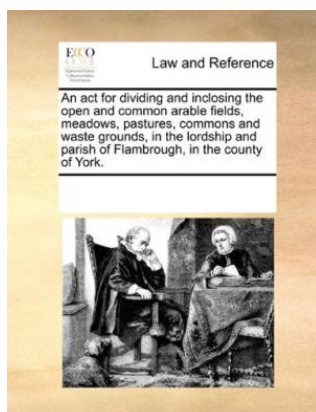 ECCO
Law and Reference
An act for dividing and inclosing the
open and common arable fields,
meadows, pastures, commons and
waste grounds, in the lordship and
parish of Flambrough, in the county
of York.